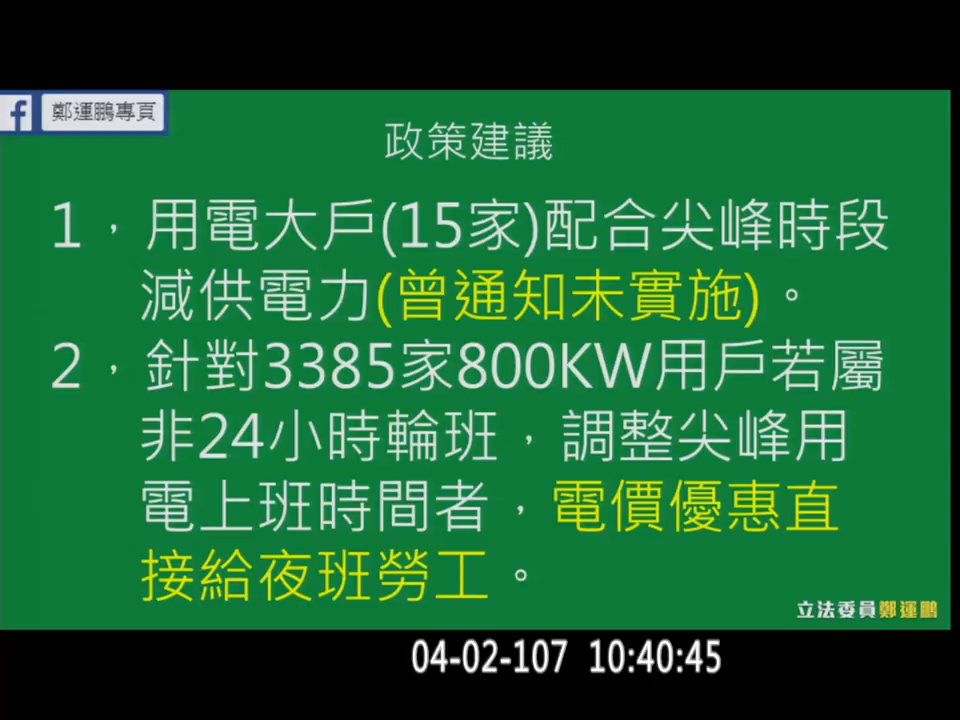 鄭運鵬專頁
政策建議
1，用電大戶(15家)配合尖峰時段
減供電力(曾通知未實施)。
2，針對3385家800KW用戶若屬
非24小時輪班，調整尖峰用
電上班時間者，電價優惠直
接給夜班勞工。
立法委員鄭運鵬
04-02-107 10:40:45